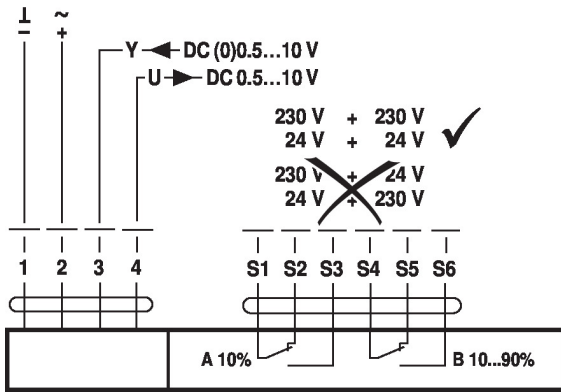 ⊥ ~
− +
Y DC (0)0.5...10 V
U DC 0.5...10 V
230 V + 230 V
24 V + 24 V
230 V + 24 V
24 V + 230 V
1 2 3 4 S1 S2 S3 S4 S5 S6
A 10% B 10...90%